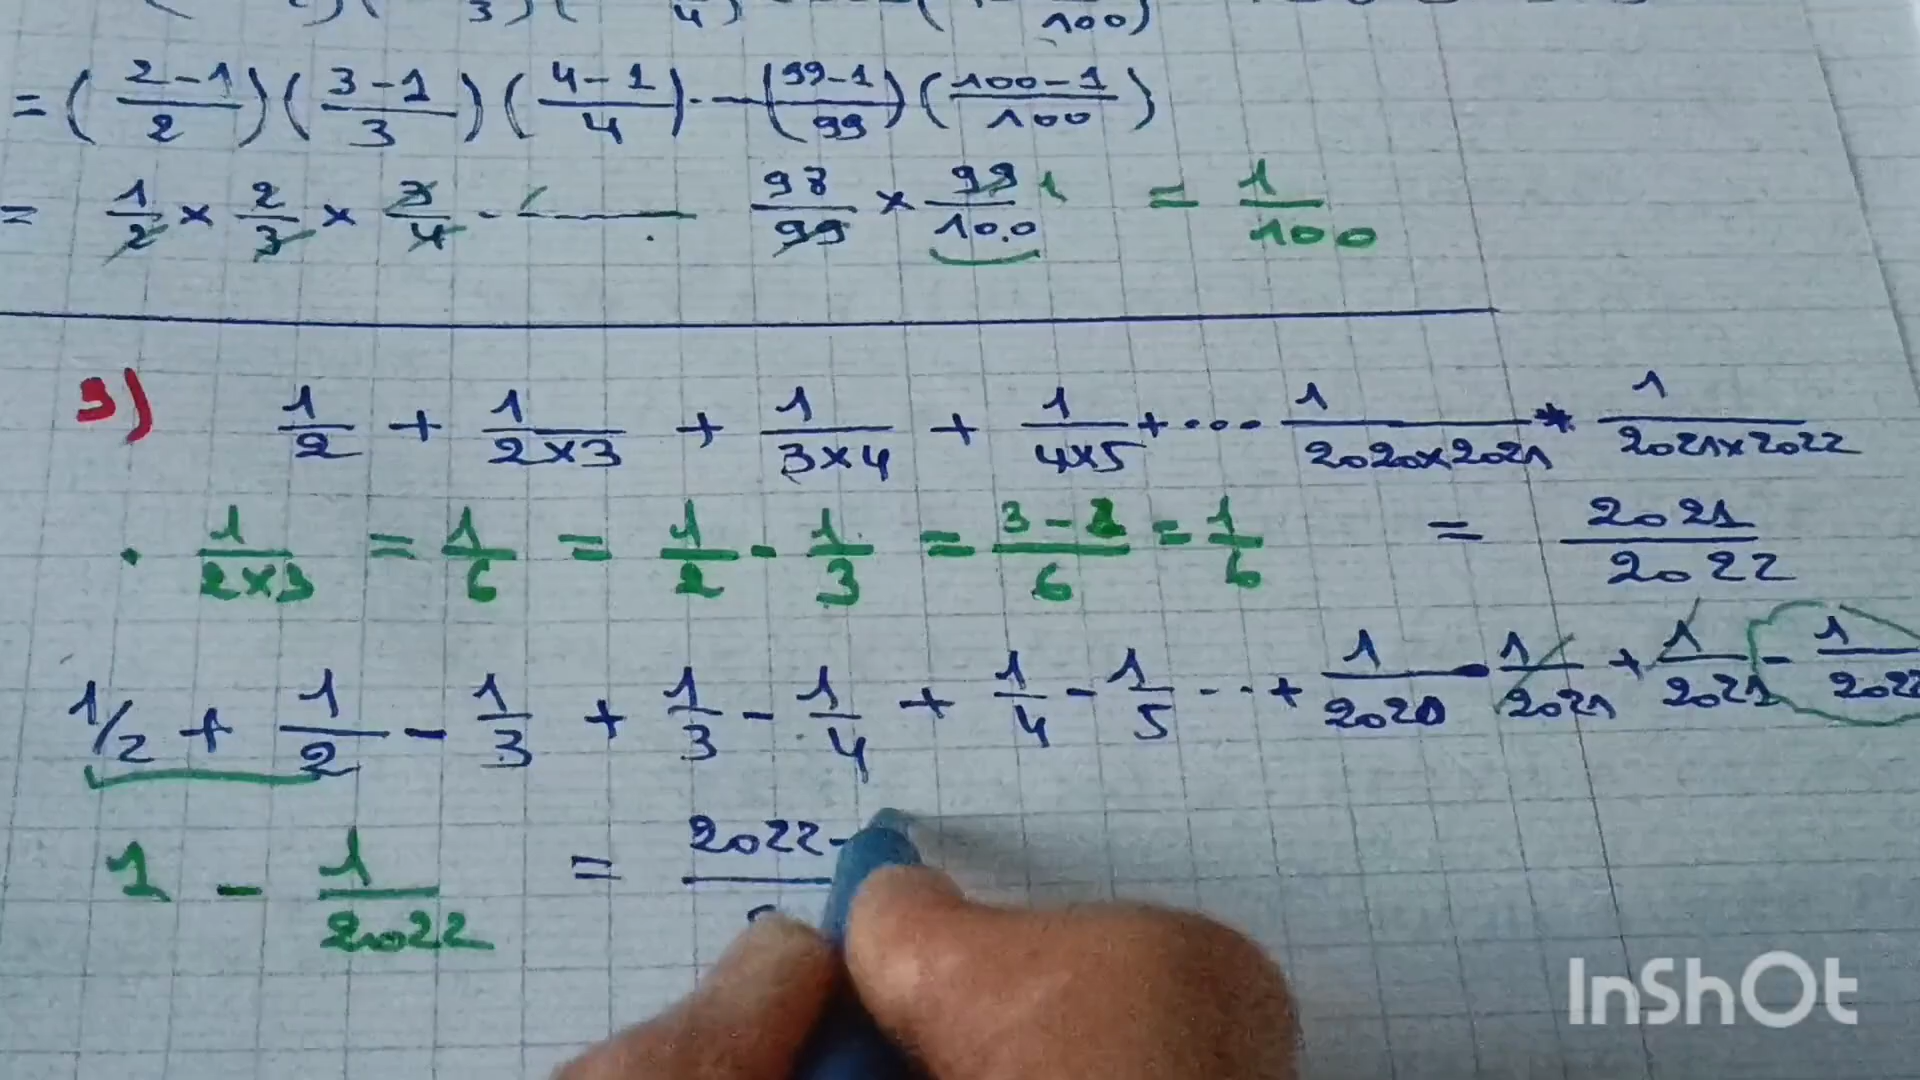 = (2-1/2)(3-1/3)(4-1/4)·-(99-1/99)(100-1/100)
= 1/2 × 2/3 × 3/4 ·------ 98/99 × 99/100 1 = 1/100
3) 1/2 + 1/2×3 + 1/3×4 + 1/4×5 + ... 1/2020×2021 * 1/2021×2022
· 1/2×3 = 1/6 = 1/2 - 1/3 = 3-2/6 = 1/6 = 2021/2022
1/2 + 1/2 - 1/3 + 1/3 - 1/4 + 1/4 - 1/5 ... + 1/2020 - 1/2021 + 1/2021 - 1/2022
1 - 1/2022 = 2022-
InShOt